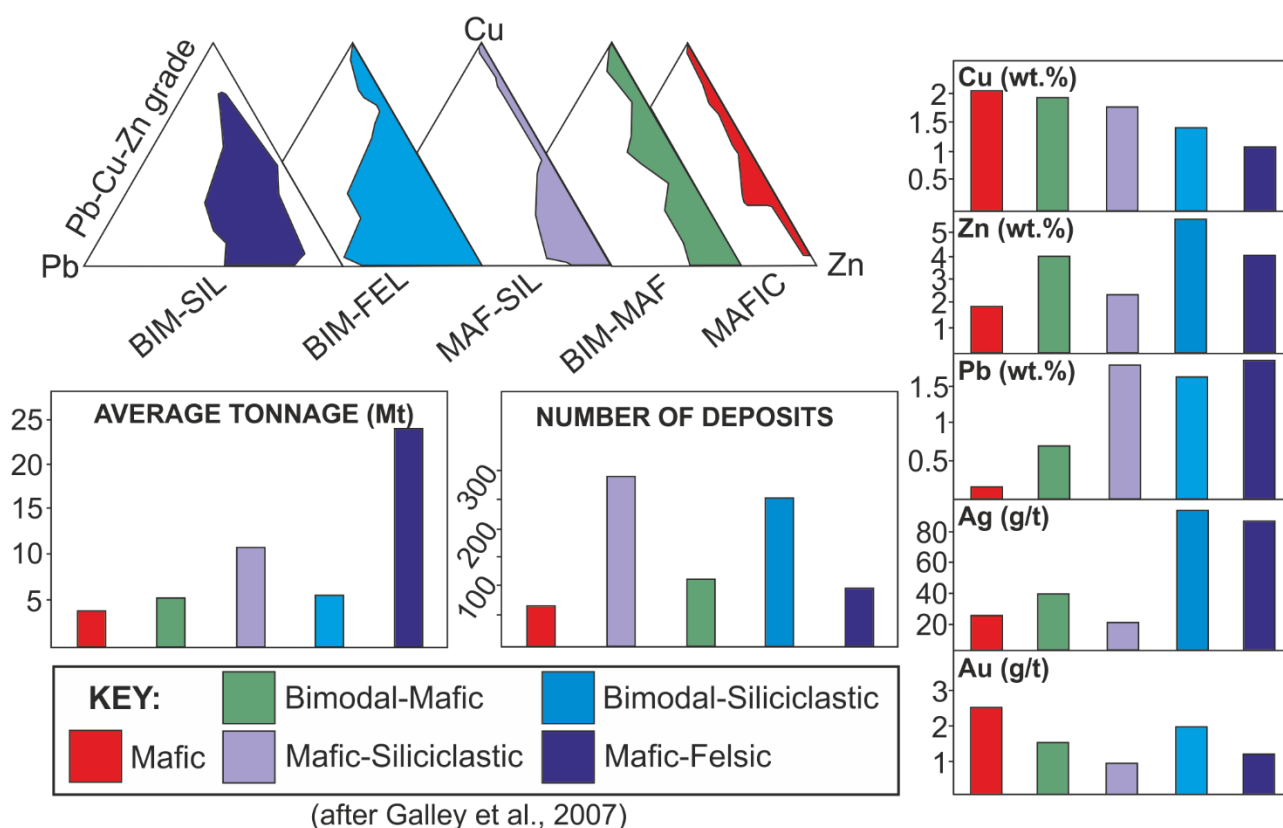 Cu
Pb-Cu-Zn grade
Pb
Zn
BIM-SIL
BIM-FEL
MAF-SIL
BIM-MAF
MAFIC
Cu (wt.%)
2
1.5
1
0.5
Zn (wt.%)
5
4
3
2
1
Pb (wt.%)
1.5
1
0.5
Ag (g/t)
80
60
40
20
Au (g/t)
3
2
1
AVERAGE TONNAGE (Mt)
25
20
15
10
5
NUMBER OF DEPOSITS
300
200
100
KEY:
Bimodal-Mafic
Bimodal-Siliciclastic
Mafic
Mafic-Siliciclastic
Mafic-Felsic
(after Galley et al., 2007)